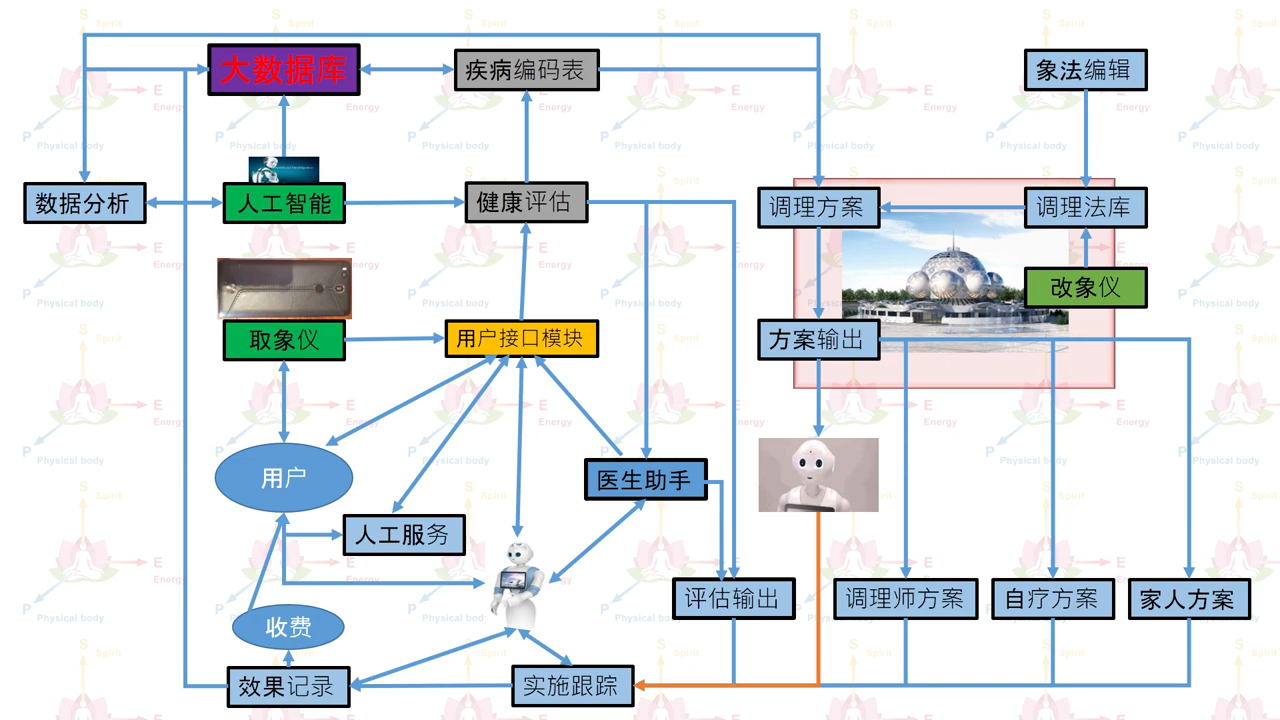 大数据库
疾病编码表
象法编辑
数据分析
人工智能
健康评估
调理方案
调理法库
改象仪
取象仪
用户接口模块
方案输出
用户
医生助手
人工服务
评估输出
调理师方案
自疗方案
家人方案
收费
效果记录
实施跟踪
S
Spirit
E
Energy
P
Physical body